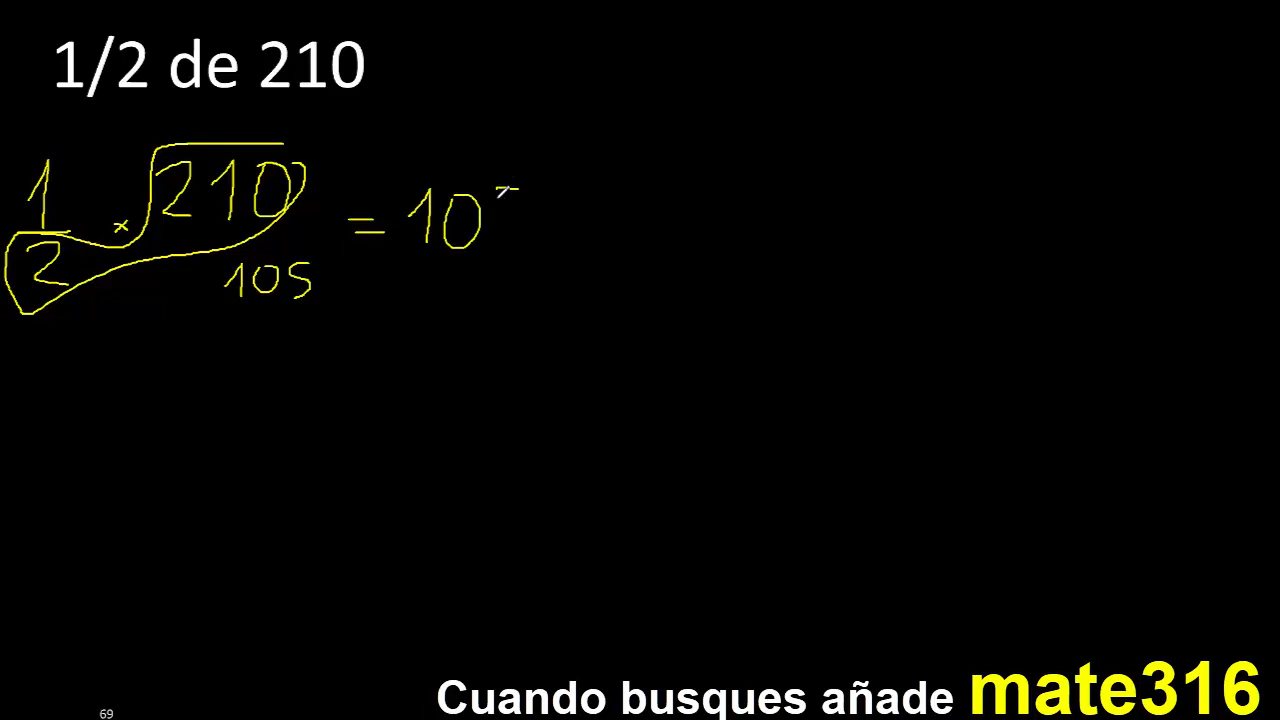 1/2 de 210
1/2 × 210 = 10
105
Cuando busques añade mate316
69